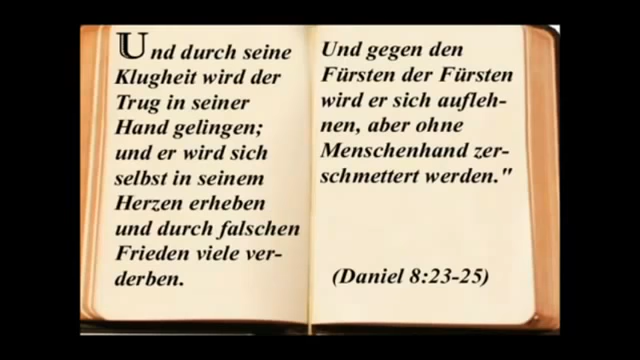 Und durch seine
Klugheit wird der
Trug in seiner
Hand gelingen;
und er wird sich
selbst in seinem
Herzen erheben
und durch falschen
Frieden viele ver-
derben.
Und gegen den
Fürsten der Fürsten
wird er sich aufleh-
nen, aber ohne
Menschenhand zer-
schmettert werden."
(Daniel 8:23-25)